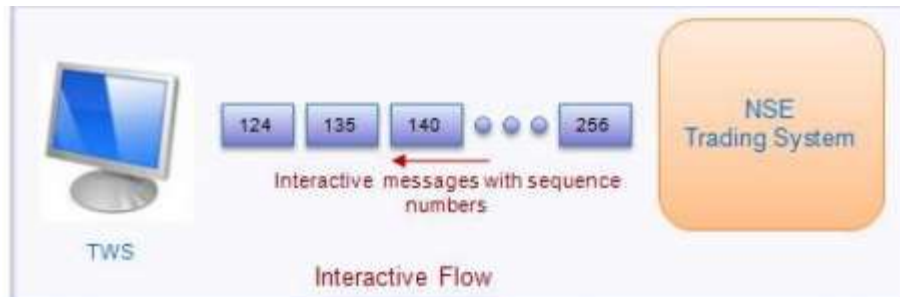 NSE
Trading System
124 135 140 256
Interactive messages with sequence
numbers
TWS
Interactive Flow